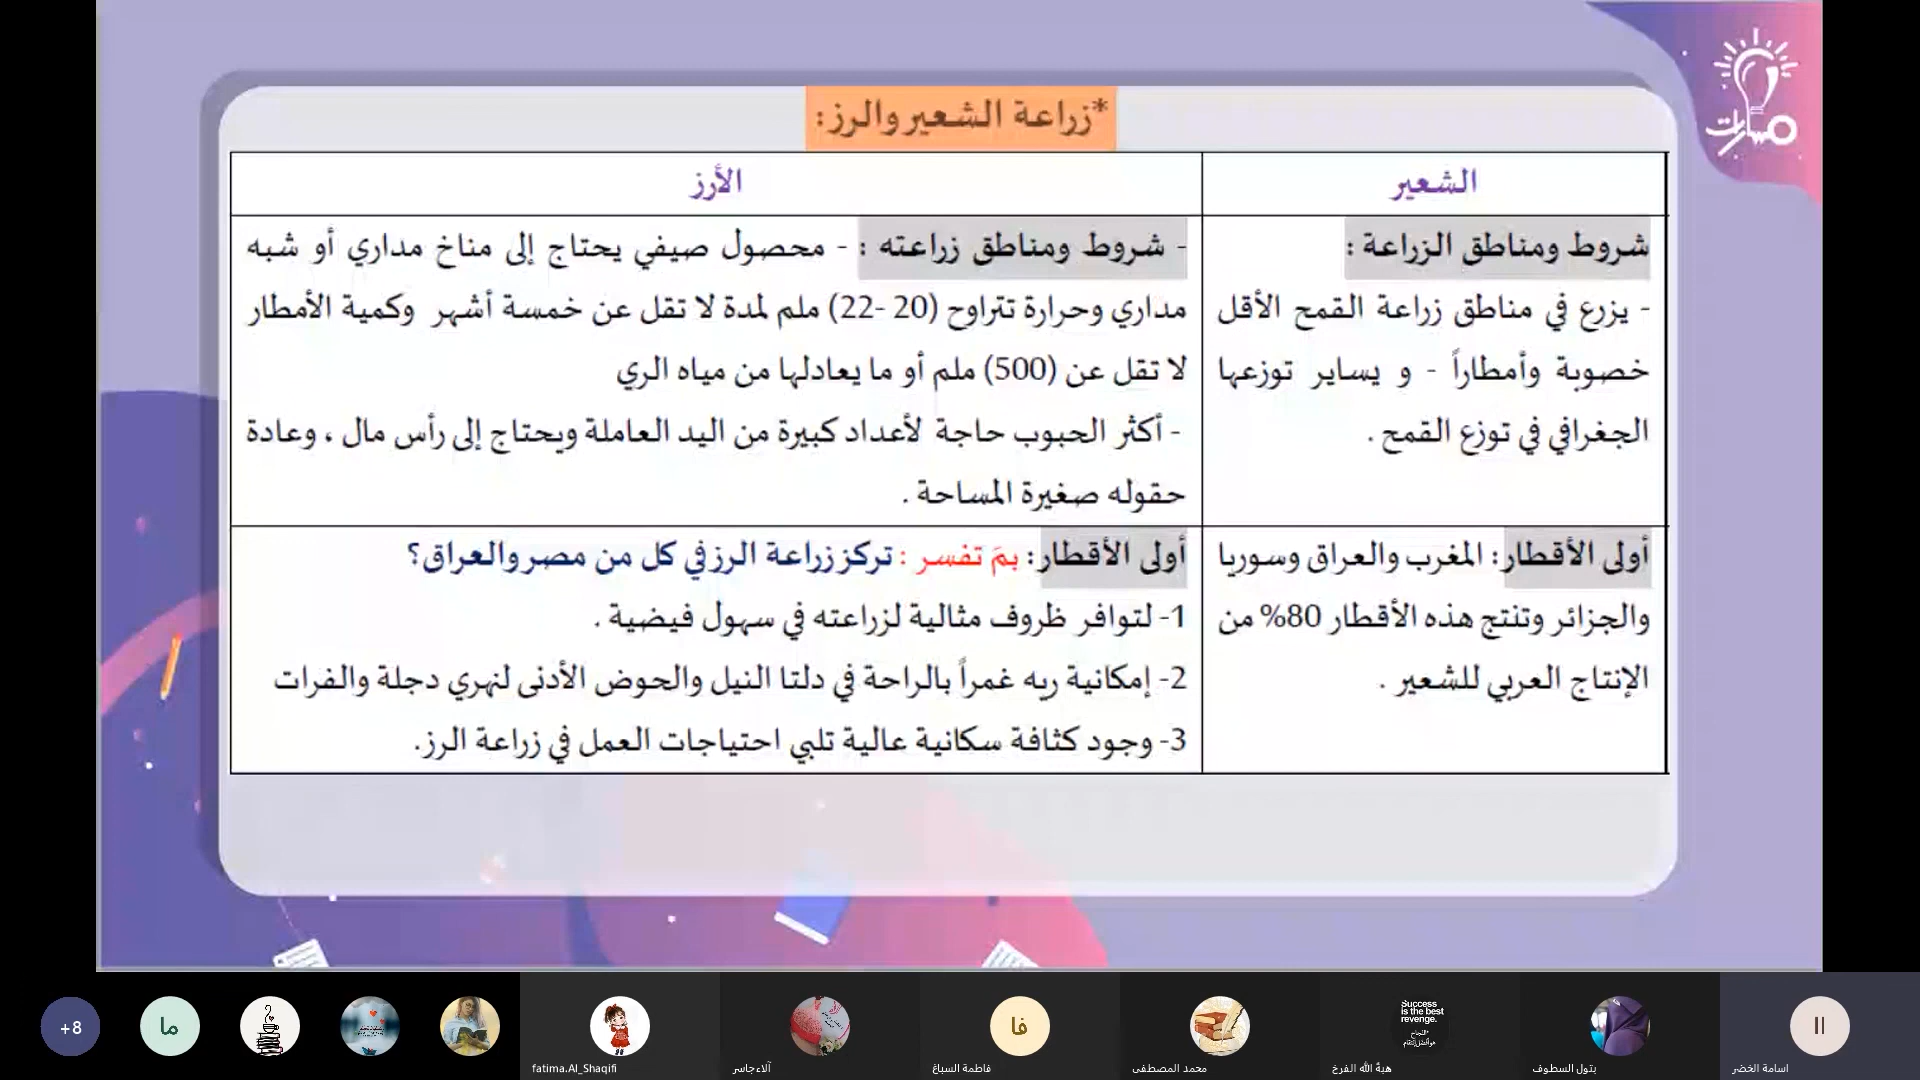 مسارات
*زراعة الشعير والرز:
الشعير
شروط ومناطق الزراعة :
- يزرع في مناطق زراعة القمح الأقل
خصوبة وأمطاراً - و يساير توزعها
الجغرافي في توزع القمح .
أولى الأقطار: المغرب والعراق وسوريا
والجزائر وتنتج هذه الأقطار 80% من
الإنتاج العربي للشعير .
الأرز
- شروط ومناطق زراعته : - محصول صيفي يحتاج إلى مناخ مداري أو شبه
مداري وحرارة تتراوح (20 -22) ملم لمدة لا تقل عن خمسة أشهر وكمية الأمطار
لا تقل عن (500) ملم أو ما يعادلها من مياه الري
- أكثر الحبوب حاجة لأعداد كبيرة من اليد العاملة ويحتاج إلى رأس مال ، وعادة
حقوله صغيرة المساحة .
أولى الأقطار: بمَ تفسر : تركز زراعة الرز في كل من مصر والعراق؟
1- لتوافر ظروف مثالية لزراعته في سهول فيضية .
2- إمكانية ريه غمراً بالراحة في دلتا النيل والحوض الأدنى لنهري دجلة والفرات
3- وجود كثافة سكانية عالية تلبي احتياجات العمل في زراعة الرز.
+8
ما
fatima.Al_Shaqifi
آلاء جاسر
فا
فاطمة السباغ
محمد المصطفى
Success
is the best
revenge.
هبة الله الفرخ
بتول السطوف
اا
اسامة الخضر